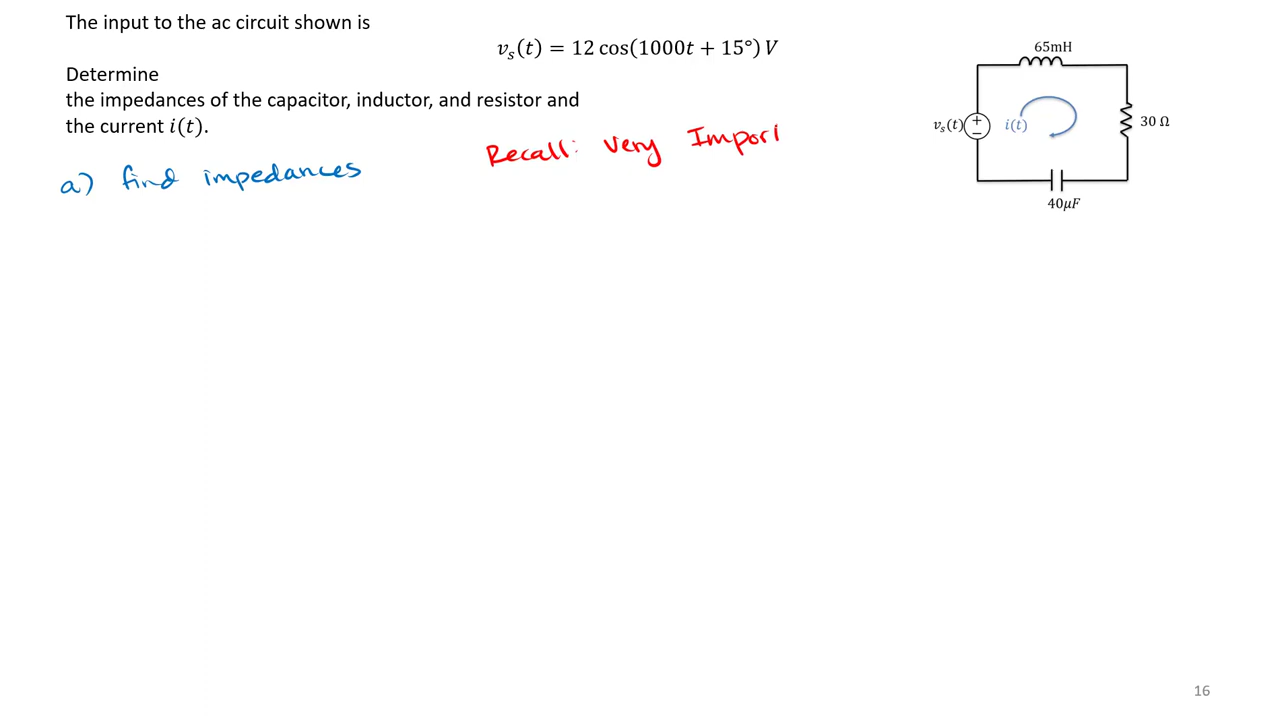 The input to the ac circuit shown is
v_s(t) = 12 cos(1000t + 15°) V
Determine
the impedances of the capacitor, inductor, and resistor and
the current i(t).
Recall: very Impor
a) find impedances
65mH
v_s(t)
+
−
i(t)
30 Ω
40μF
16